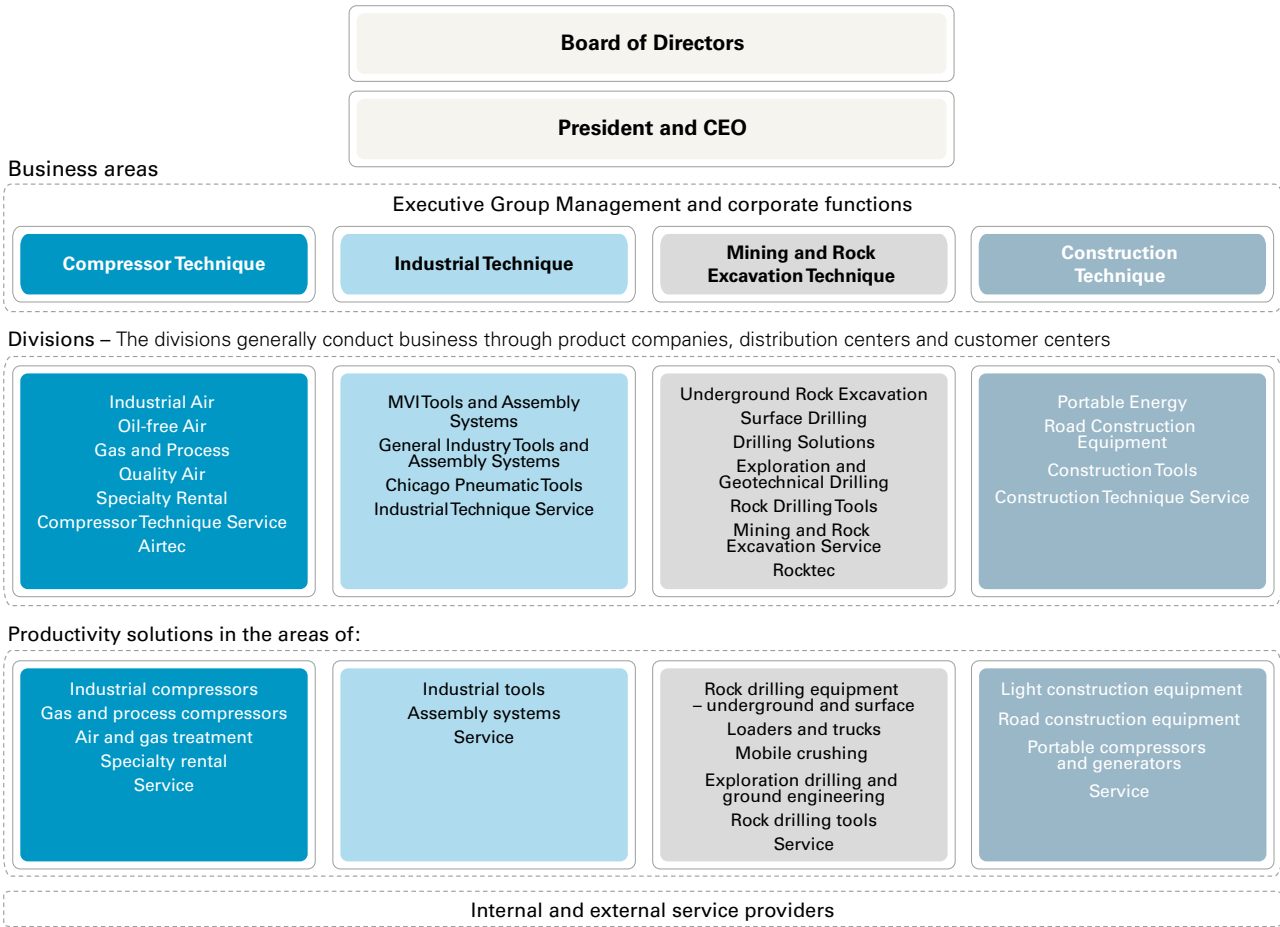 Board of Directors
President and CEO
Business areas
Executive Group Management and corporate functions
Compressor Technique
Industrial Technique
Mining and Rock
Excavation Technique
Construction
Technique
Divisions – The divisions generally conduct business through product companies, distribution centers and customer centers
Industrial Air
Oil-free Air
Gas and Process
Quality Air
Specialty Rental
Compressor Technique Service
Airtec
MVI Tools and Assembly
Systems
General Industry Tools and
Assembly Systems
Chicago Pneumatic Tools
Industrial Technique Service
Underground Rock Excavation
Surface Drilling
Drilling Solutions
Exploration and
Geotechnical Drilling
Rock Drilling Tools
Mining and Rock
Excavation Service
Rocktec
Portable Energy
Road Construction
Equipment
Construction Tools
Construction Technique Service
Productivity solutions in the areas of:
Industrial compressors
Gas and process compressors
Air and gas treatment
Specialty rental
Service
Industrial tools
Assembly systems
Service
Rock drilling equipment
– underground and surface
Loaders and trucks
Mobile crushing
Exploration drilling and
ground engineering
Rock drilling tools
Service
Light construction equipment
Road construction equipment
Portable compressors
and generators
Service
Internal and external service providers